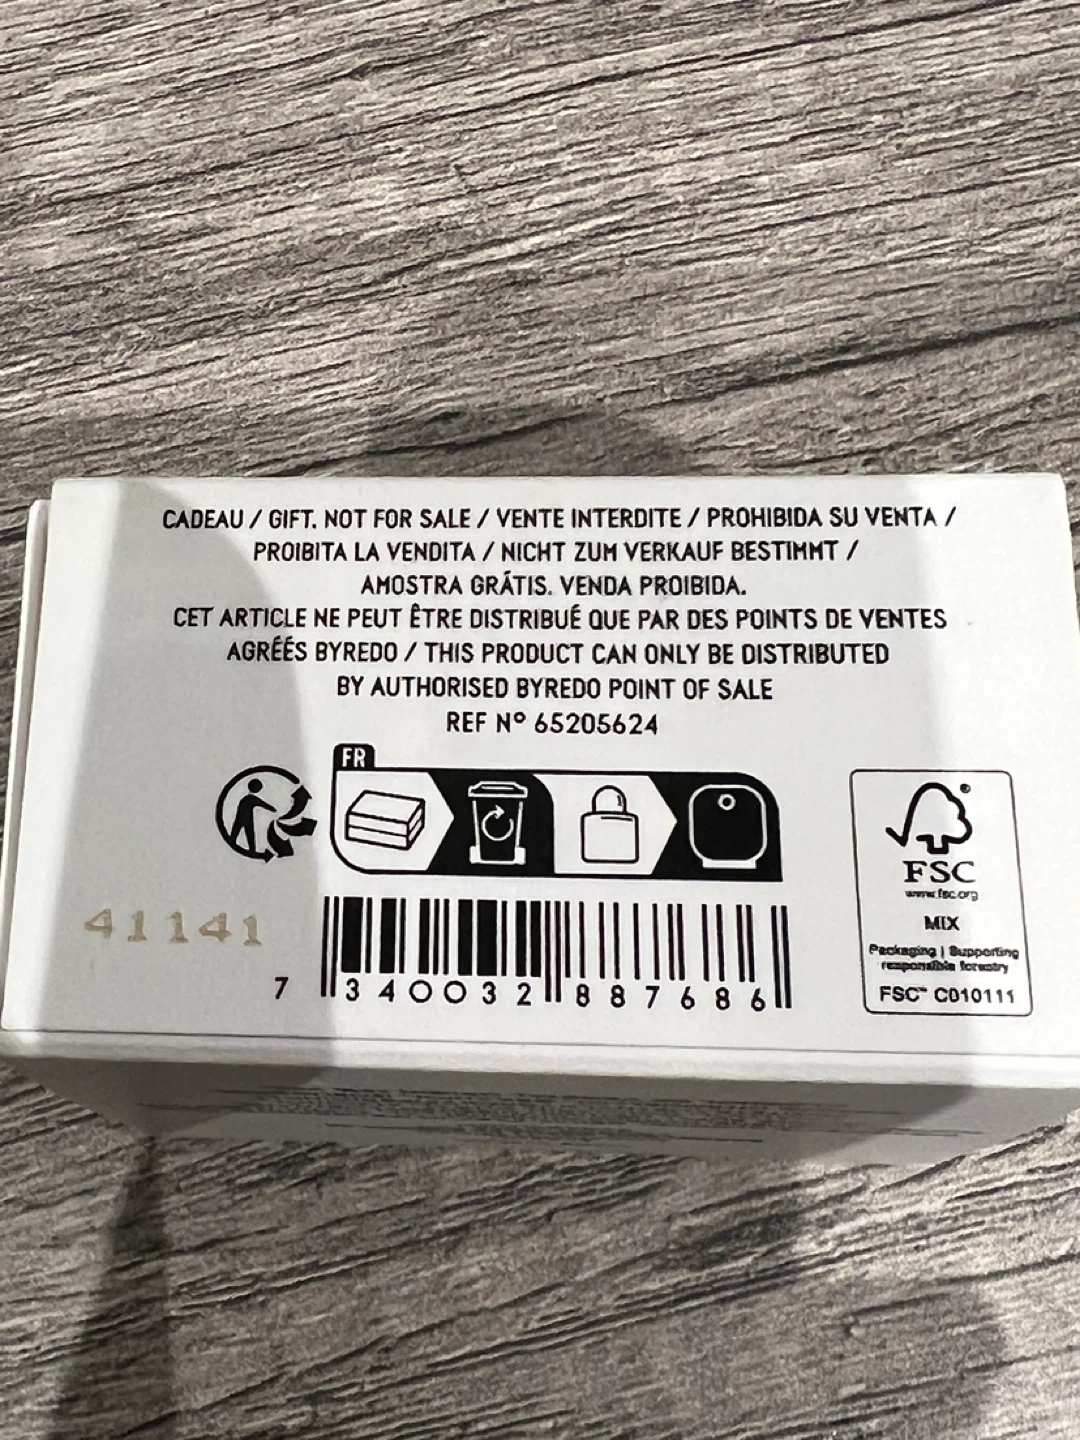 CADEAU / GIFT. NOT FOR SALE / VENTE INTERDITE / PROHIBIDA SU VENTA /
PROIBITA LA VENDITA / NICHT ZUM VERKAUF BESTIMMT /
AMOSTRA GRÁTIS. VENDA PROIBIDA.
CET ARTICLE NE PEUT ÊTRE DISTRIBUÉ QUE PAR DES POINTS DE VENTES
AGRÉÉS BYREDO / THIS PRODUCT CAN ONLY BE DISTRIBUTED
BY AUTHORISED BYREDO POINT OF SALE
REF Nº 65205624
FR
41141
7 340032 887686
®
FSC
www.fsc.org
MIX
Packaging | Supporting
responsible forestry
FSC™ C010111